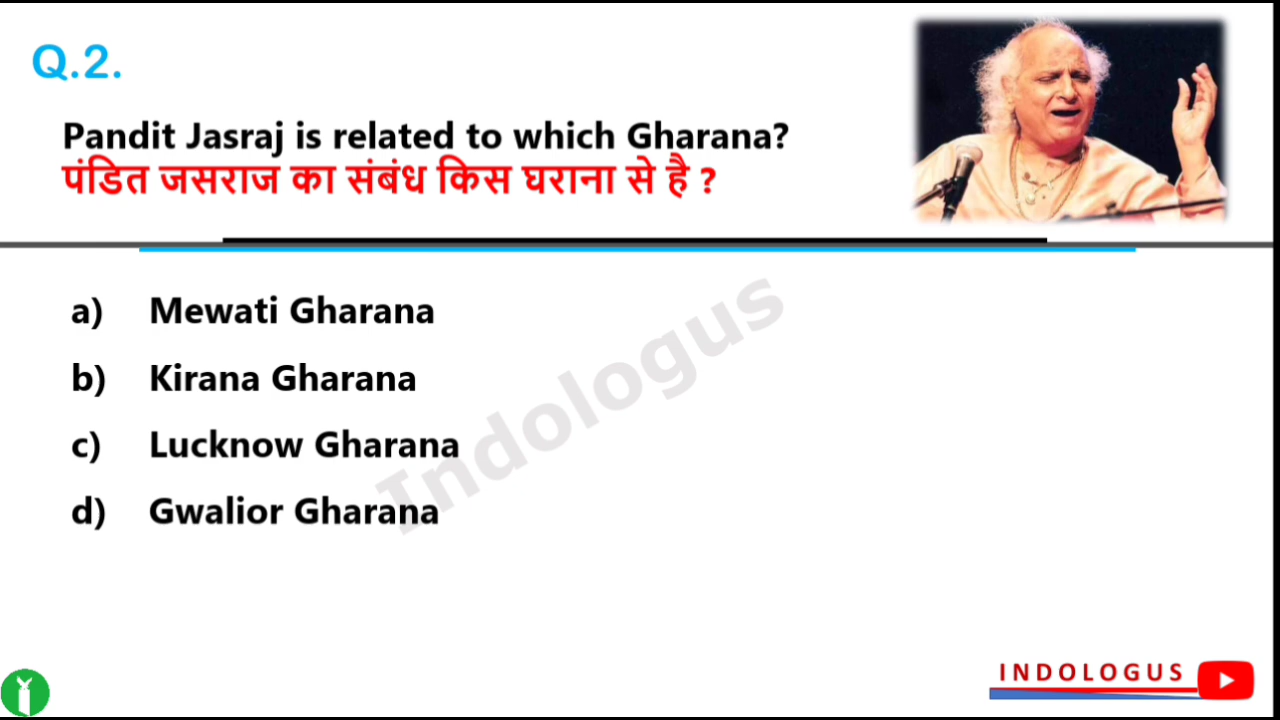 Q.2.
Pandit Jasraj is related to which Gharana?
पंडित जसराज का संबंध किस घराना से है ?
a) Mewati Gharana
b) Kirana Gharana
c) Lucknow Gharana
d) Gwalior Gharana
Indologus
INDOLOGUS